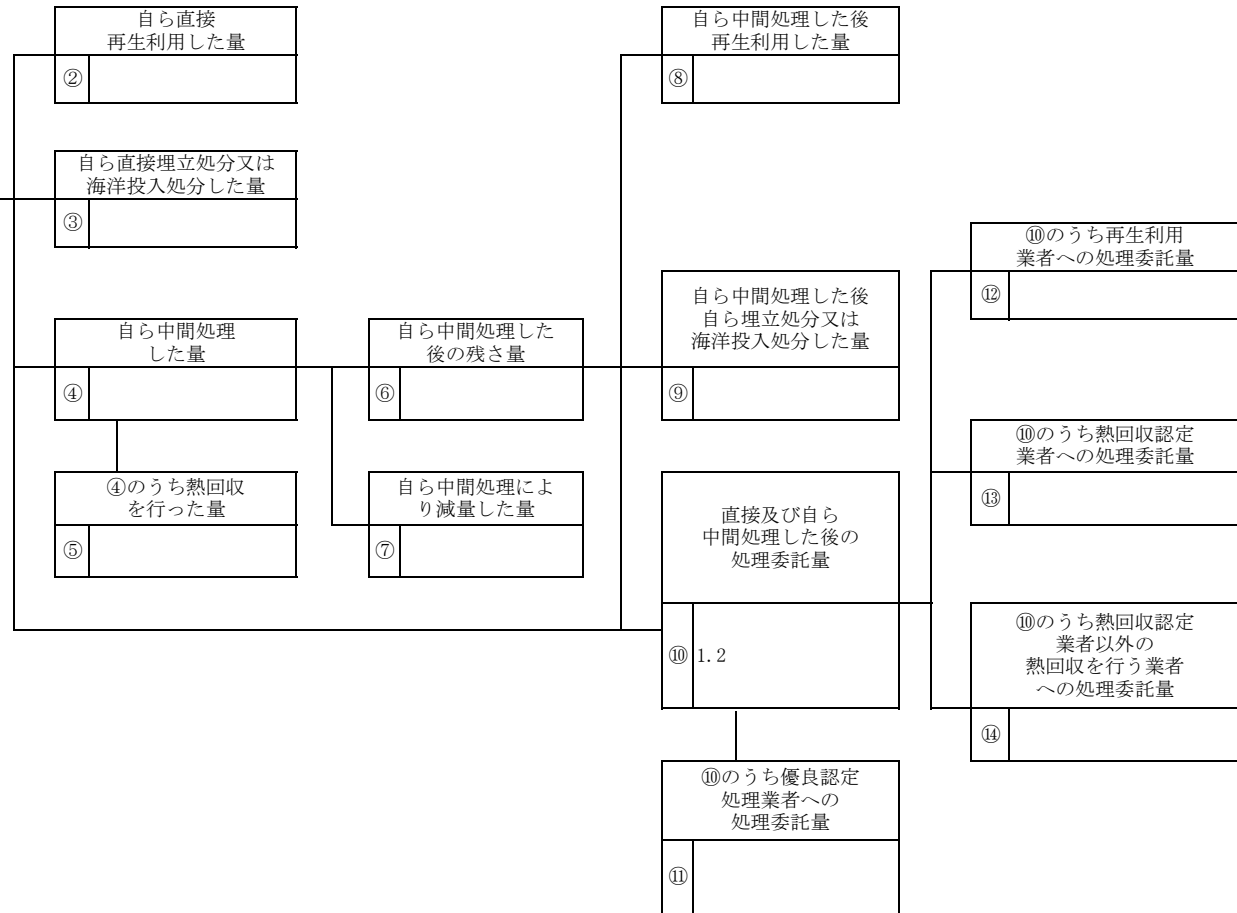 自ら直接
再生利用した量
②
自ら直接埋立処分又は
海洋投入処分した量
③
自ら中間処理
した量
④
④のうち熱回収
を行った量
⑤
自ら中間処理した
後の残さ量
⑥
自ら中間処理によ
り減量した量
⑦
自ら中間処理した後
再生利用した量
⑧
自ら中間処理した後
自ら埋立処分又は
海洋投入処分した量
⑨
直接及び自ら
中間処理した後の
処理委託量
⑩ 1.2
⑩のうち優良認定
処理業者への
処理委託量
⑪
⑩のうち再生利用
業者への処理委託量
⑫
⑩のうち熱回収認定
業者への処理委託量
⑬
⑩のうち熱回収認定
業者以外の
熱回収を行う業者
への処理委託量
⑭